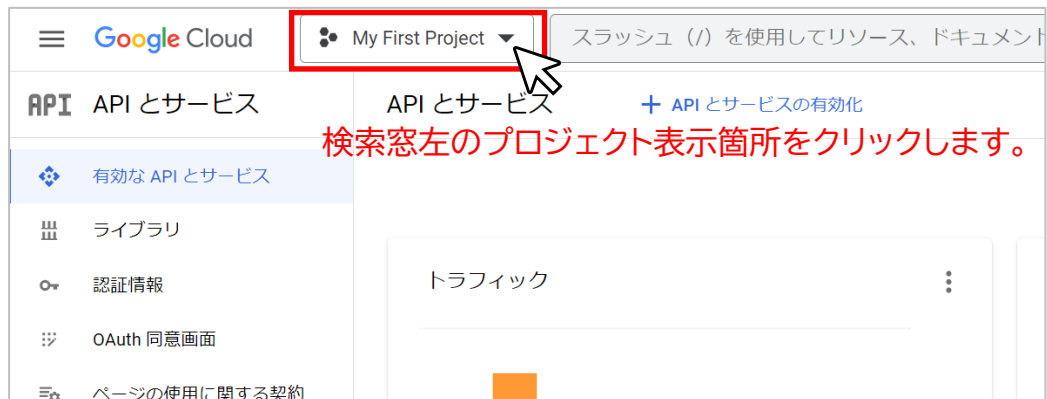 Google Cloud
My First Project
スラッシュ（/）を使用してリソース、ドキュメント
API API とサービス
API とサービス
+ API とサービスの有効化
検索窓左のプロジェクト表示箇所をクリックします。
有効な API とサービス
ライブラリ
認証情報
OAuth 同意画面
ページの使用に関する契約
トラフィック